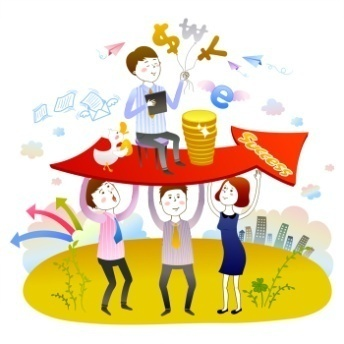 $ ₩ ¥
e
Success